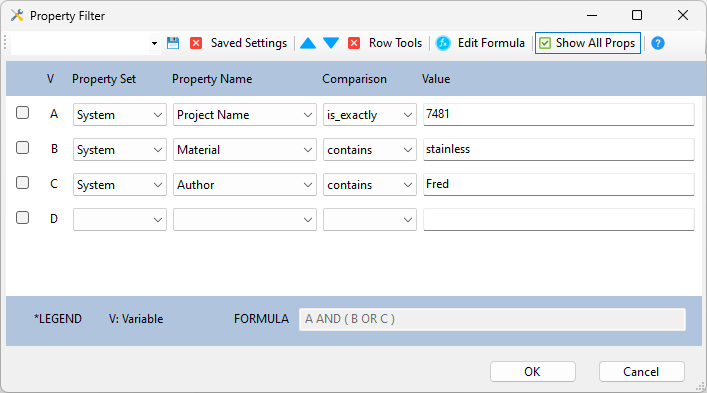 Property Filter
Saved Settings Row Tools fx Edit Formula Show All Props ?
V Property Set Property Name Comparison Value
A System Project Name is_exactly 7481
B System Material contains stainless
C System Author contains Fred
D
*LEGEND V: Variable FORMULA A AND ( B OR C )
OK Cancel